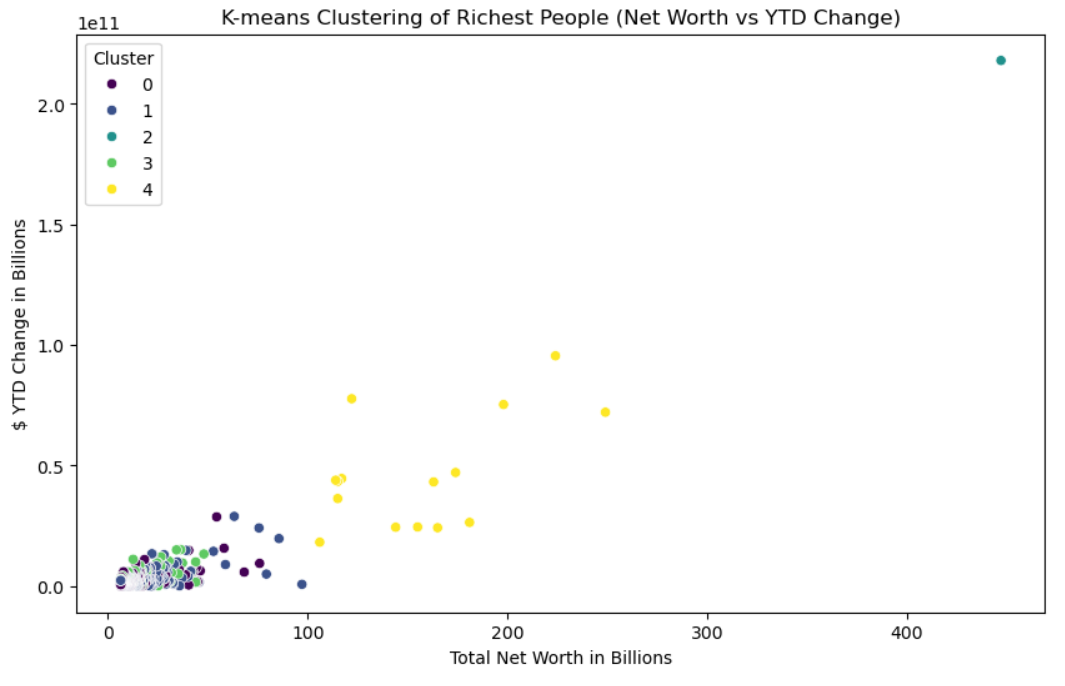 K-means Clustering of Richest People (Net Worth vs YTD Change)
1e11
Cluster
0
1
2
3
4
2.0
1.5
1.0
0.5
0.0
$ YTD Change in Billions
0 100 200 300 400
Total Net Worth in Billions